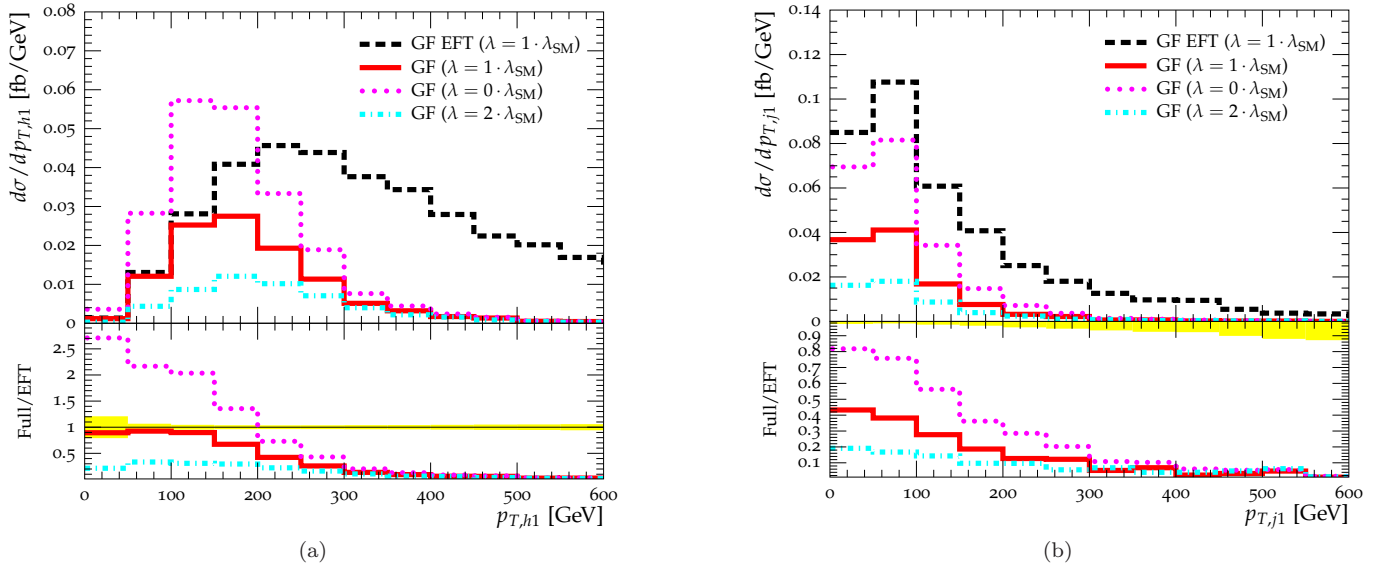 0.08
0.07
0.06
0.05
0.04
0.03
0.02
0.01
0
dσ/dp_{T,h1} [fb/GeV]
GF EFT (λ = 1 · λ_SM)
GF (λ = 1 · λ_SM)
GF (λ = 0 · λ_SM)
GF (λ = 2 · λ_SM)
2.5
2
1.5
1
0.5
Full/EFT
0 100 200 300 400 500 600
p_{T,h1} [GeV]
(a)
0.14
0.12
0.1
0.08
0.06
0.04
0.02
0
dσ/dp_{T,j1} [fb/GeV]
GF EFT (λ = 1 · λ_SM)
GF (λ = 1 · λ_SM)
GF (λ = 0 · λ_SM)
GF (λ = 2 · λ_SM)
0.9
0.8
0.7
0.6
0.5
0.4
0.3
0.2
0.1
Full/EFT
0 100 200 300 400 500 600
p_{T,j1} [GeV]
(b)